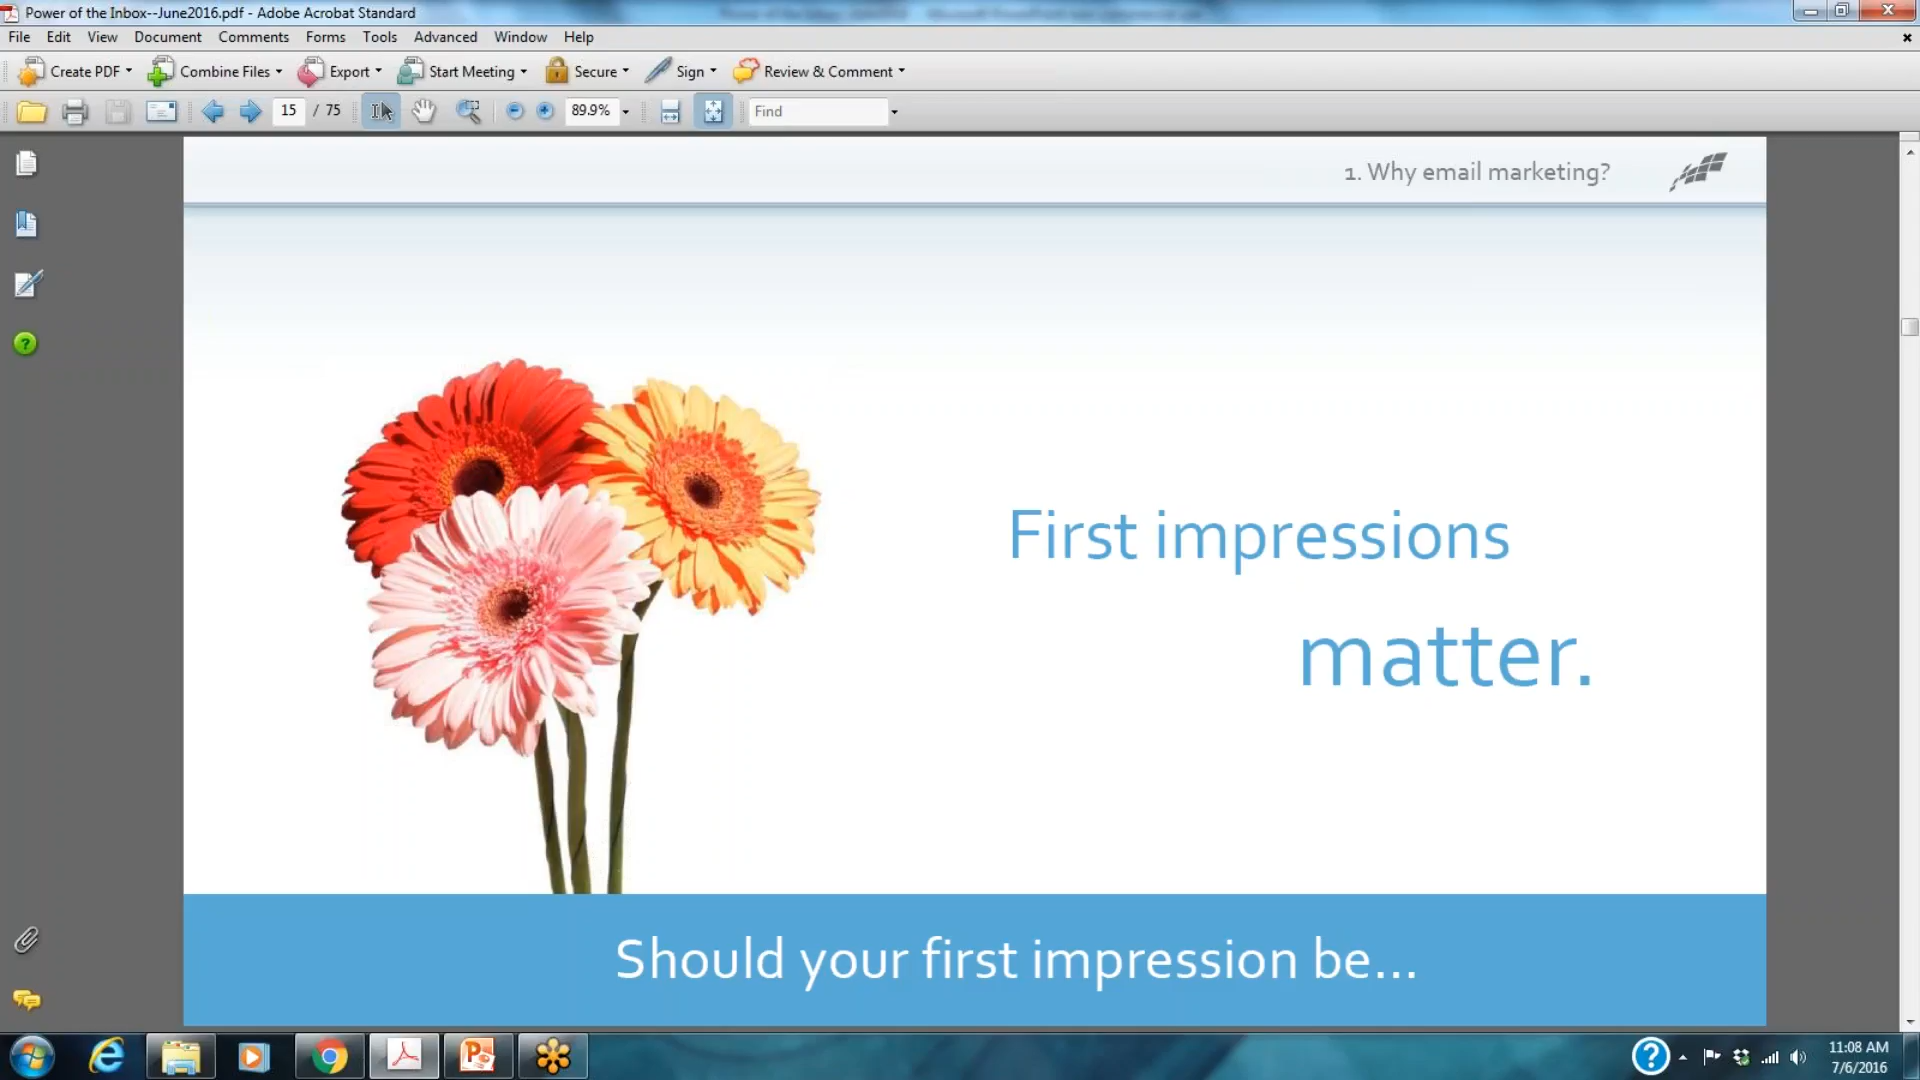 Power of the Inbox--June2016.pdf - Adobe Acrobat Standard
File Edit View Document Comments Forms Tools Advanced Window Help
Create PDF Combine Files Export Start Meeting Secure Sign Review & Comment
15 / 75 89.9% Find
1. Why email marketing?
First impressions
matter.
Should your first impression be...
11:08 AM
7/6/2016